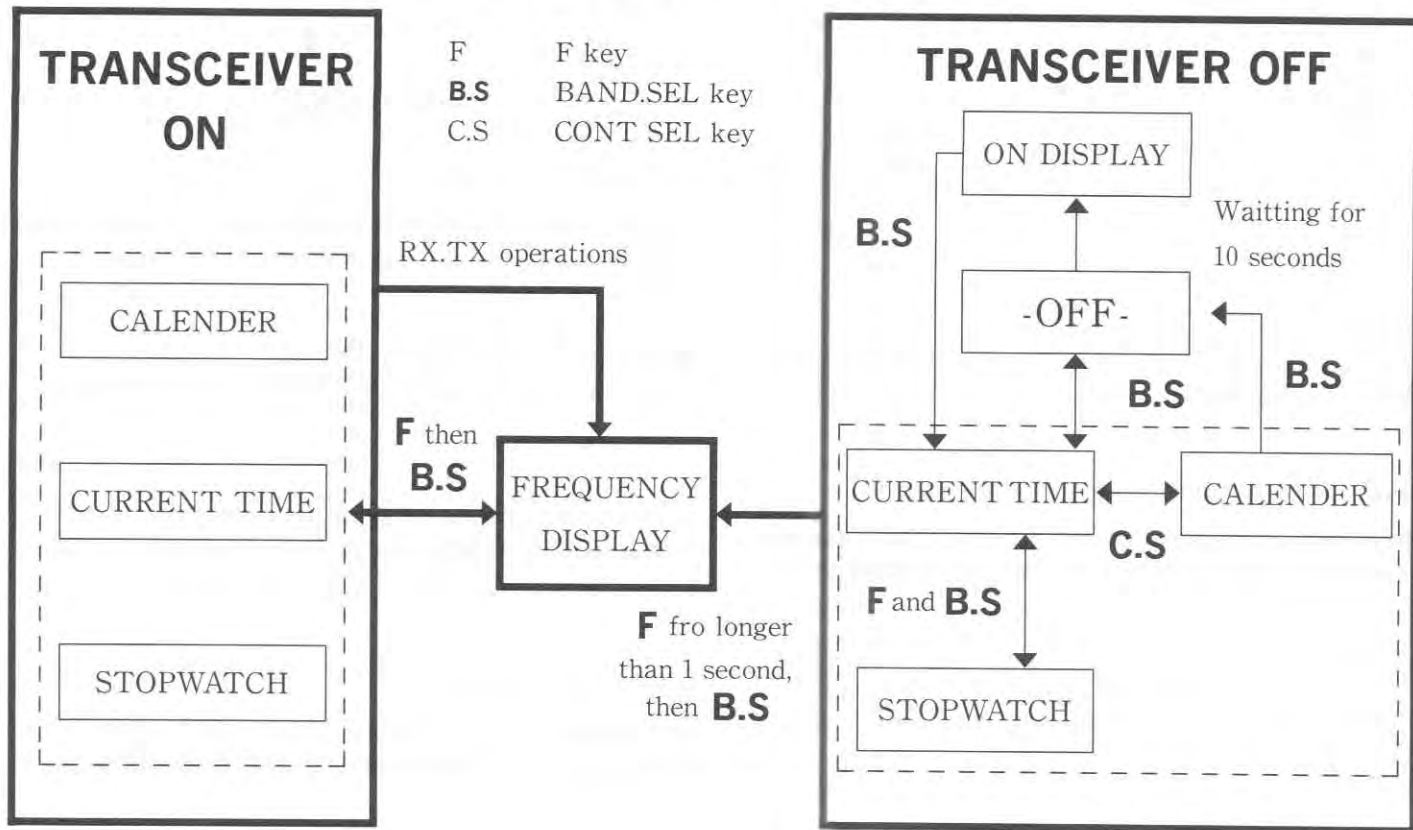 TRANSCEIVER
ON
CALENDER
CURRENT TIME
STOPWATCH
F F key
B.S BAND.SEL key
C.S CONT SEL key
RX.TX operations
F then
B.S
FREQUENCY
DISPLAY
F fro longer
than 1 second,
then B.S
TRANSCEIVER OFF
ON DISPLAY
B.S
Waitting for
10 seconds
-OFF-
B.S
B.S
CURRENT TIME
CALENDER
C.S
F and B.S
STOPWATCH